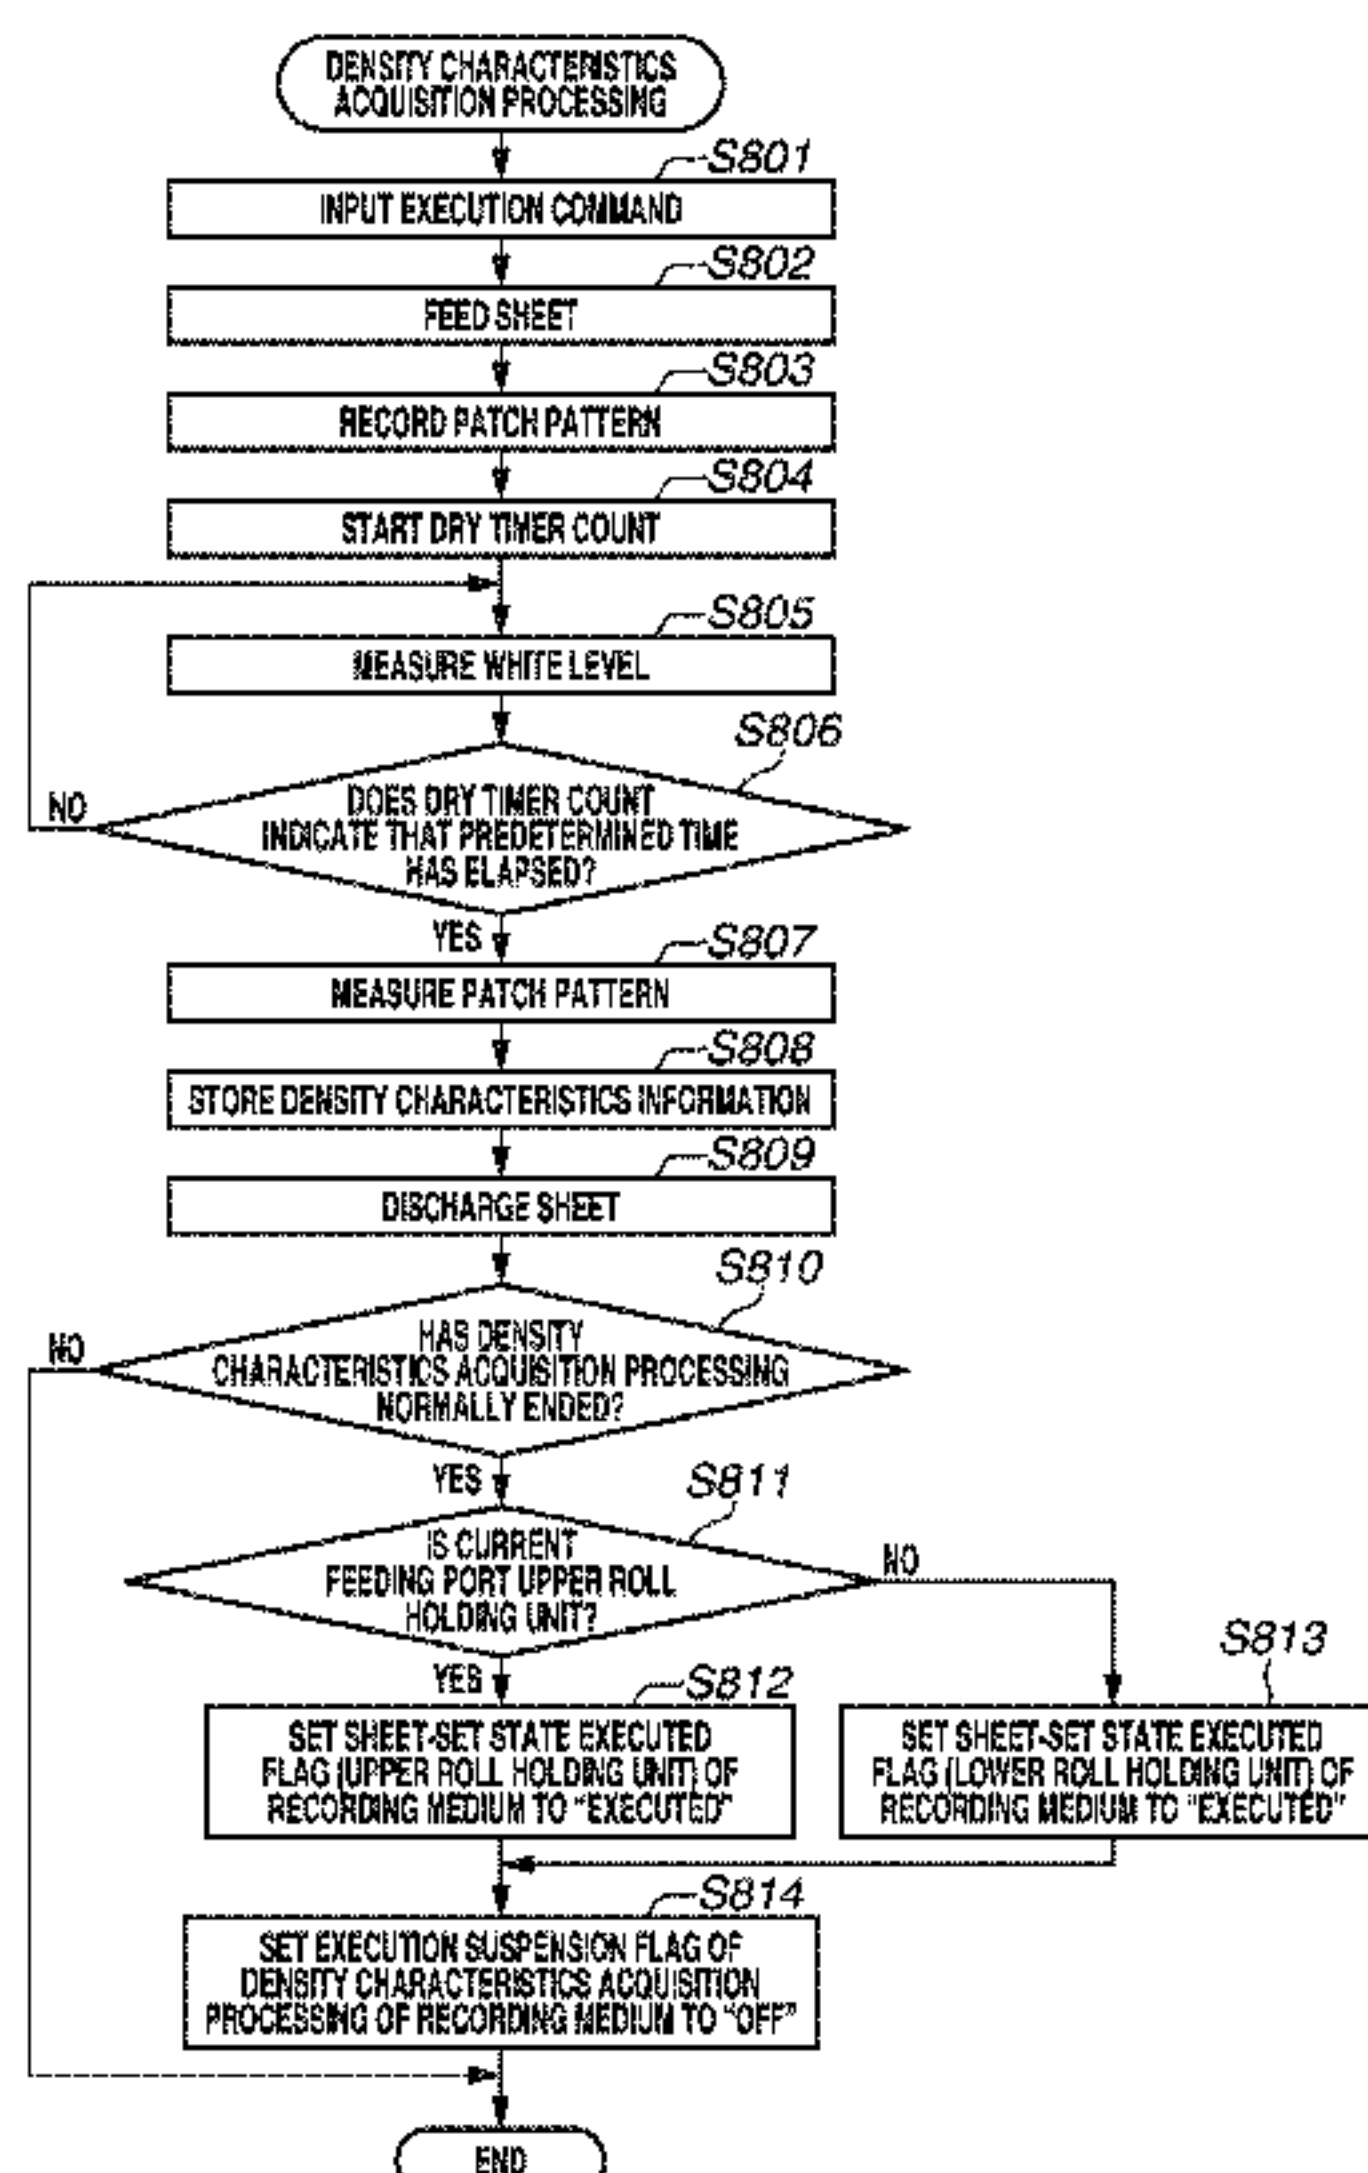 DENSITY CHARACTERISTICS
ACQUISITION PROCESSING
S801
INPUT EXECUTION COMMAND
S802
FEED SHEET
S803
RECORD PATCH PATTERN
S804
START DRY TIMER COUNT
S805
MEASURE WHITE LEVEL
S806
DOES DRY TIMER COUNT
INDICATE THAT PREDETERMINED TIME
HAS ELAPSED?
NO
YES
S807
MEASURE PATCH PATTERN
S808
STORE DENSITY CHARACTERISTICS INFORMATION
S809
DISCHARGE SHEET
S810
HAS DENSITY
CHARACTERISTICS ACQUISITION PROCESSING
NORMALLY ENDED?
NO
YES
S811
IS CURRENT
FEEDING PORT UPPER ROLL
HOLDING UNIT?
NO
YES
S812
SET SHEET-SET STATE EXECUTED
FLAG (UPPER ROLL HOLDING UNIT) OF
RECORDING MEDIUM TO "EXECUTED"
S813
SET SHEET-SET STATE EXECUTED
FLAG (LOWER ROLL HOLDING UNIT) OF
RECORDING MEDIUM TO "EXECUTED"
S814
SET EXECUTION SUSPENSION FLAG OF
DENSITY CHARACTERISTICS ACQUISITION
PROCESSING OF RECORDING MEDIUM TO "OFF"
END